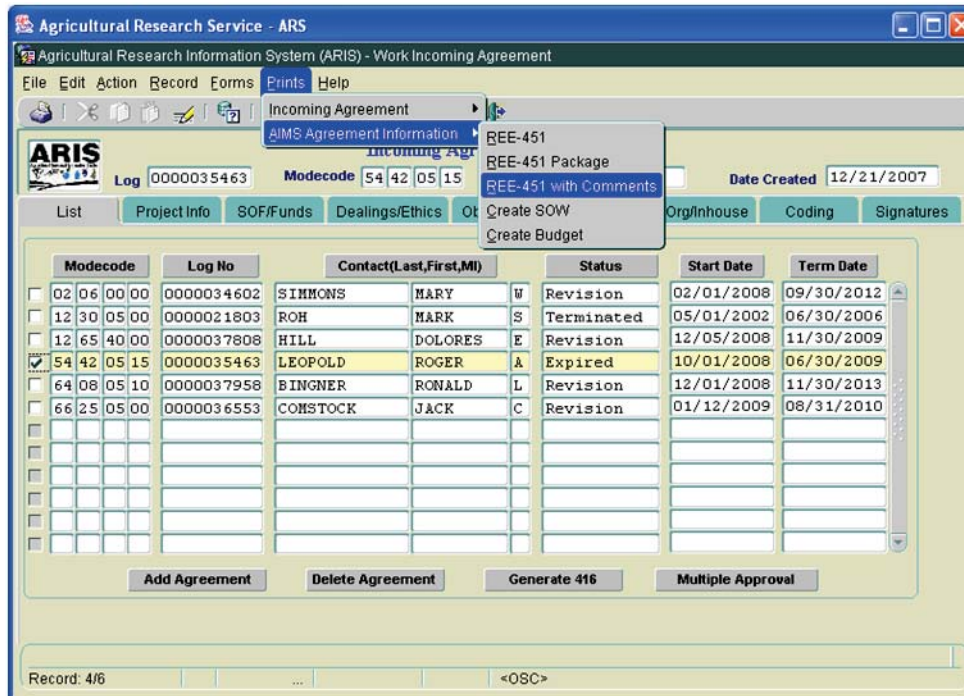 Agricultural Research Service - ARS
Agricultural Research Information System (ARIS) - Work Incoming Agreement
File Edit Action Record Forms Prints Help
Incoming Agreement
AIMS Agreement Information
REE-451
REE-451 Package
REE-451 with Comments
Create SOW
Create Budget
ARIS
Log 0000035463 Modecode 54 42 05 15 Date Created 12/21/2007
List Project Info SOF/Funds Dealings/Ethics Org/Inhouse Coding Signatures
Modecode Log No Contact(Last,First,MI) Status Start Date Term Date
02 06 00 00 0000034602 SIMMONS MARY W Revision 02/01/2008 09/30/2012
12 30 05 00 0000021803 ROH MARK S Terminated 05/01/2002 06/30/2006
12 65 40 00 0000037808 HILL DOLORES E Revision 12/05/2008 11/30/2009
54 42 05 15 0000035463 LEOPOLD ROGER A Expired 10/01/2008 06/30/2009
64 08 05 10 0000037958 BINGNER RONALD L Revision 12/01/2008 11/30/2013
66 25 05 00 0000036553 COMSTOCK JACK C Revision 01/12/2009 08/31/2010
Add Agreement Delete Agreement Generate 416 Multiple Approval
Record: 4/6 ... <OSC>